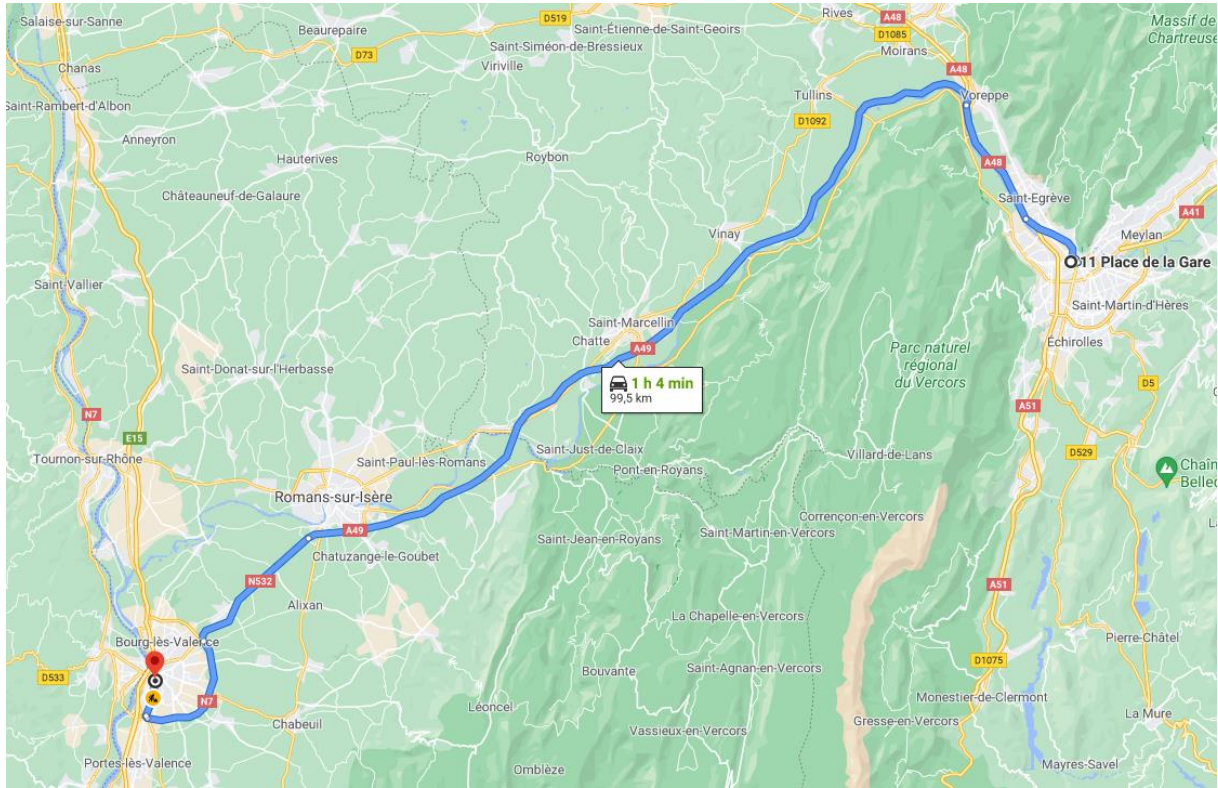 Salaise-sur-Sanne
Beaurepaire
D519
Saint-Étienne-de-Saint-Geoirs
Rives
A48
Massif de
Chartreuse
D73
Saint-Siméon-de-Bressieux
D1085
Moirans
Viriville
Chanas
A48
Saint-Rambert-d'Albon
Tullins
Voreppe
D1092
Anneyron
Hauterives
Roybon
A48
Châteauneuf-de-Galaure
Saint-Egrève
A41
Vinay
Meylan
11 Place de la Gare
Saint-Vallier
Saint-Martin-d'Hères
Saint-Marcellin
Chatte
A49
Échirolles
Parc naturel
régional
du Vercors
Saint-Donat-sur-l'Herbasse
1 h 4 min
99,5 km
D5
A51
N7
E15
Saint-Just-de-Claix
Villard-de-Lans
D529
Tournon-sur-Rhône
Saint-Paul-lès-Romans
Pont-en-Royans
Chaîn
Belled
Romans-sur-Isère
Corrençon-en-Vercors
A49
Saint-Jean-en-Royans
Saint-Martin-en-Vercors
Chatuzange-le-Goubet
N532
A51
Alixan
La Chapelle-en-Vercors
Bourg-lès-Valence
Pierre-Châtel
D533
Bouvante
Saint-Agnan-en-Vercors
D1075
N7
Monestier-de-Clermont
Léoncel
La Mure
Chabeuil
Gresse-en-Vercors
Vassieux-en-Vercors
Portes-lès-Valence
Omblèze
Mayres-Savel